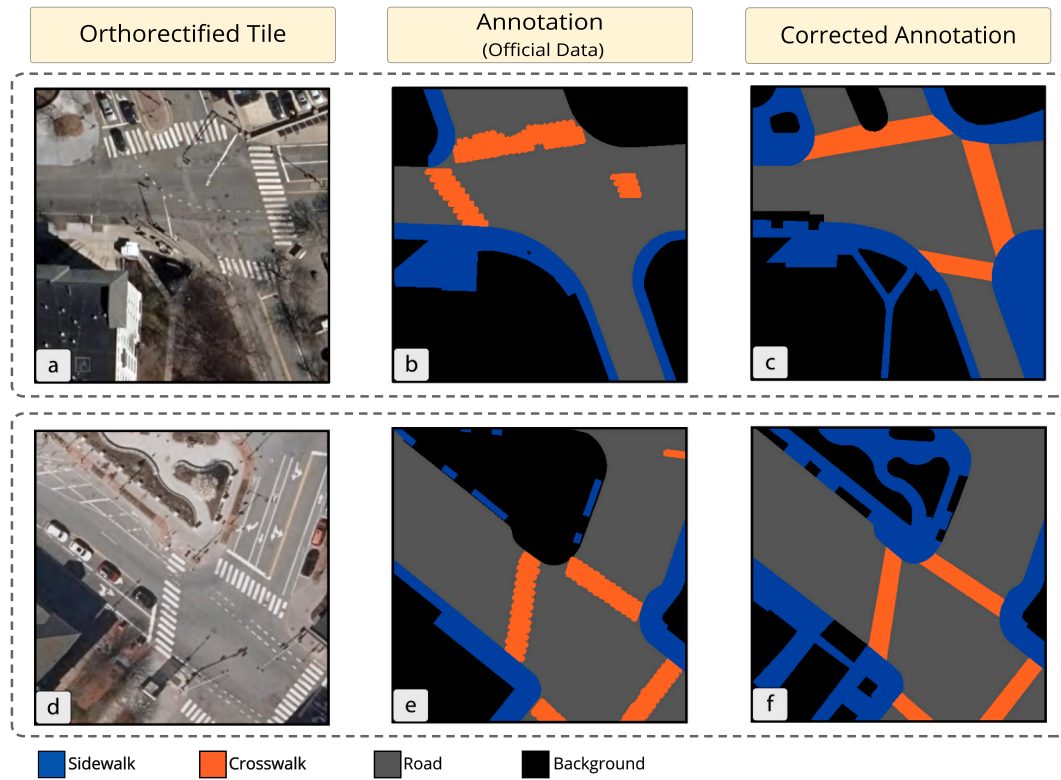 Orthorectified Tile
Annotation
(Official Data)
Corrected Annotation
a
b
c
d
e
f
Sidewalk
Crosswalk
Road
Background